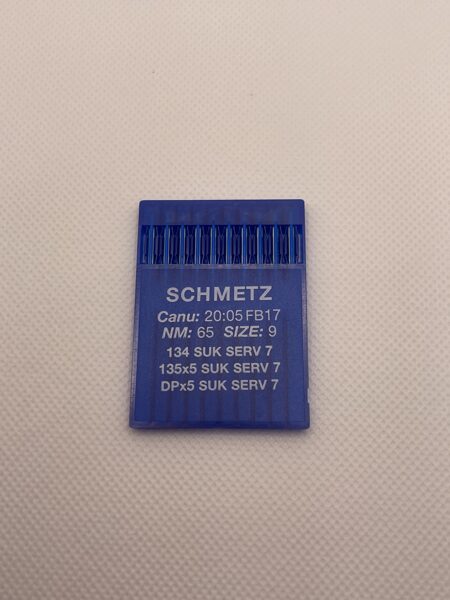 SCHMETZ
Canu: 20:05 FB17
NM: 65 SIZE: 9
134 SUK SERV 7
135x5 SUK SERV 7
DPx5 SUK SERV 7